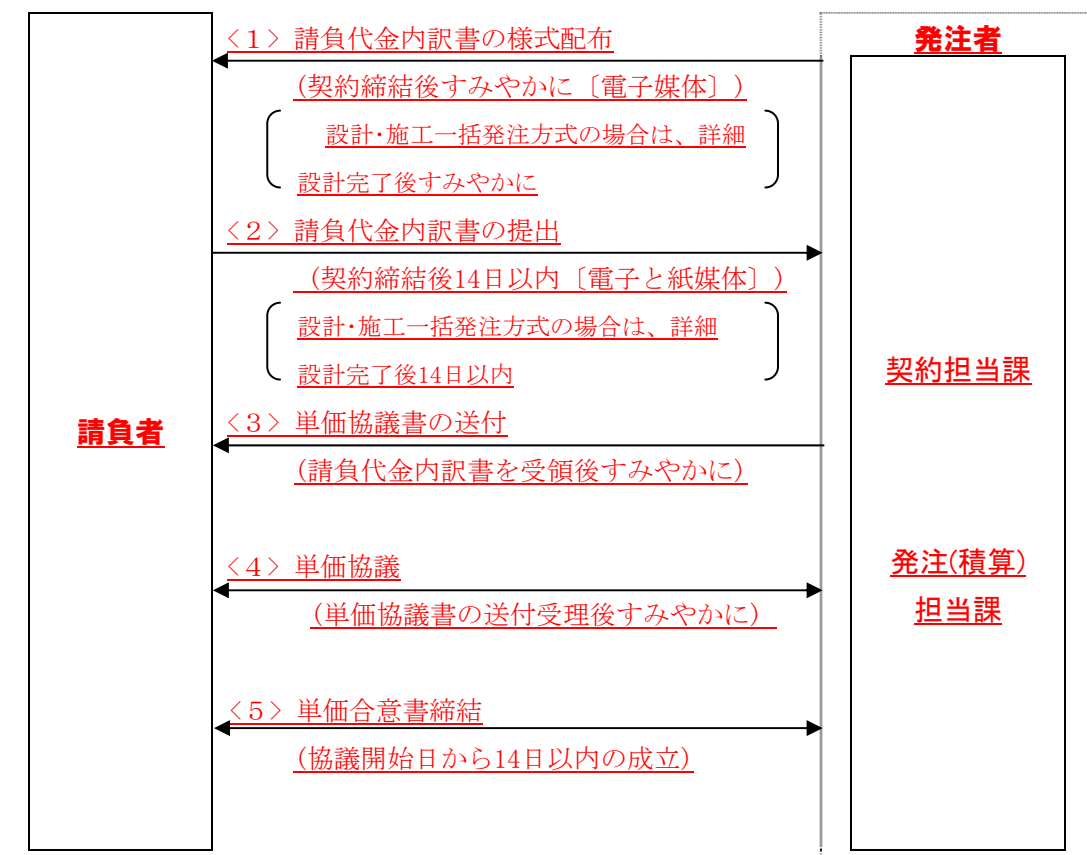 発注者
<1> 請負代金内訳書の様式配布
(契約締結後すみやかに〔電子媒体〕)
設計・施工一括発注方式の場合は、詳細
設計完了後すみやかに
<2> 請負代金内訳書の提出
(契約締結後14日以内〔電子と紙媒体〕)
設計・施工一括発注方式の場合は、詳細
設計完了後14日以内
契約担当課
請負者
<3> 単価協議書の送付
(請負代金内訳書を受領後すみやかに)
<4> 単価協議
(単価協議書の送付受理後すみやかに)
発注(積算)
担当課
<5> 単価合意書締結
(協議開始日から14日以内の成立)